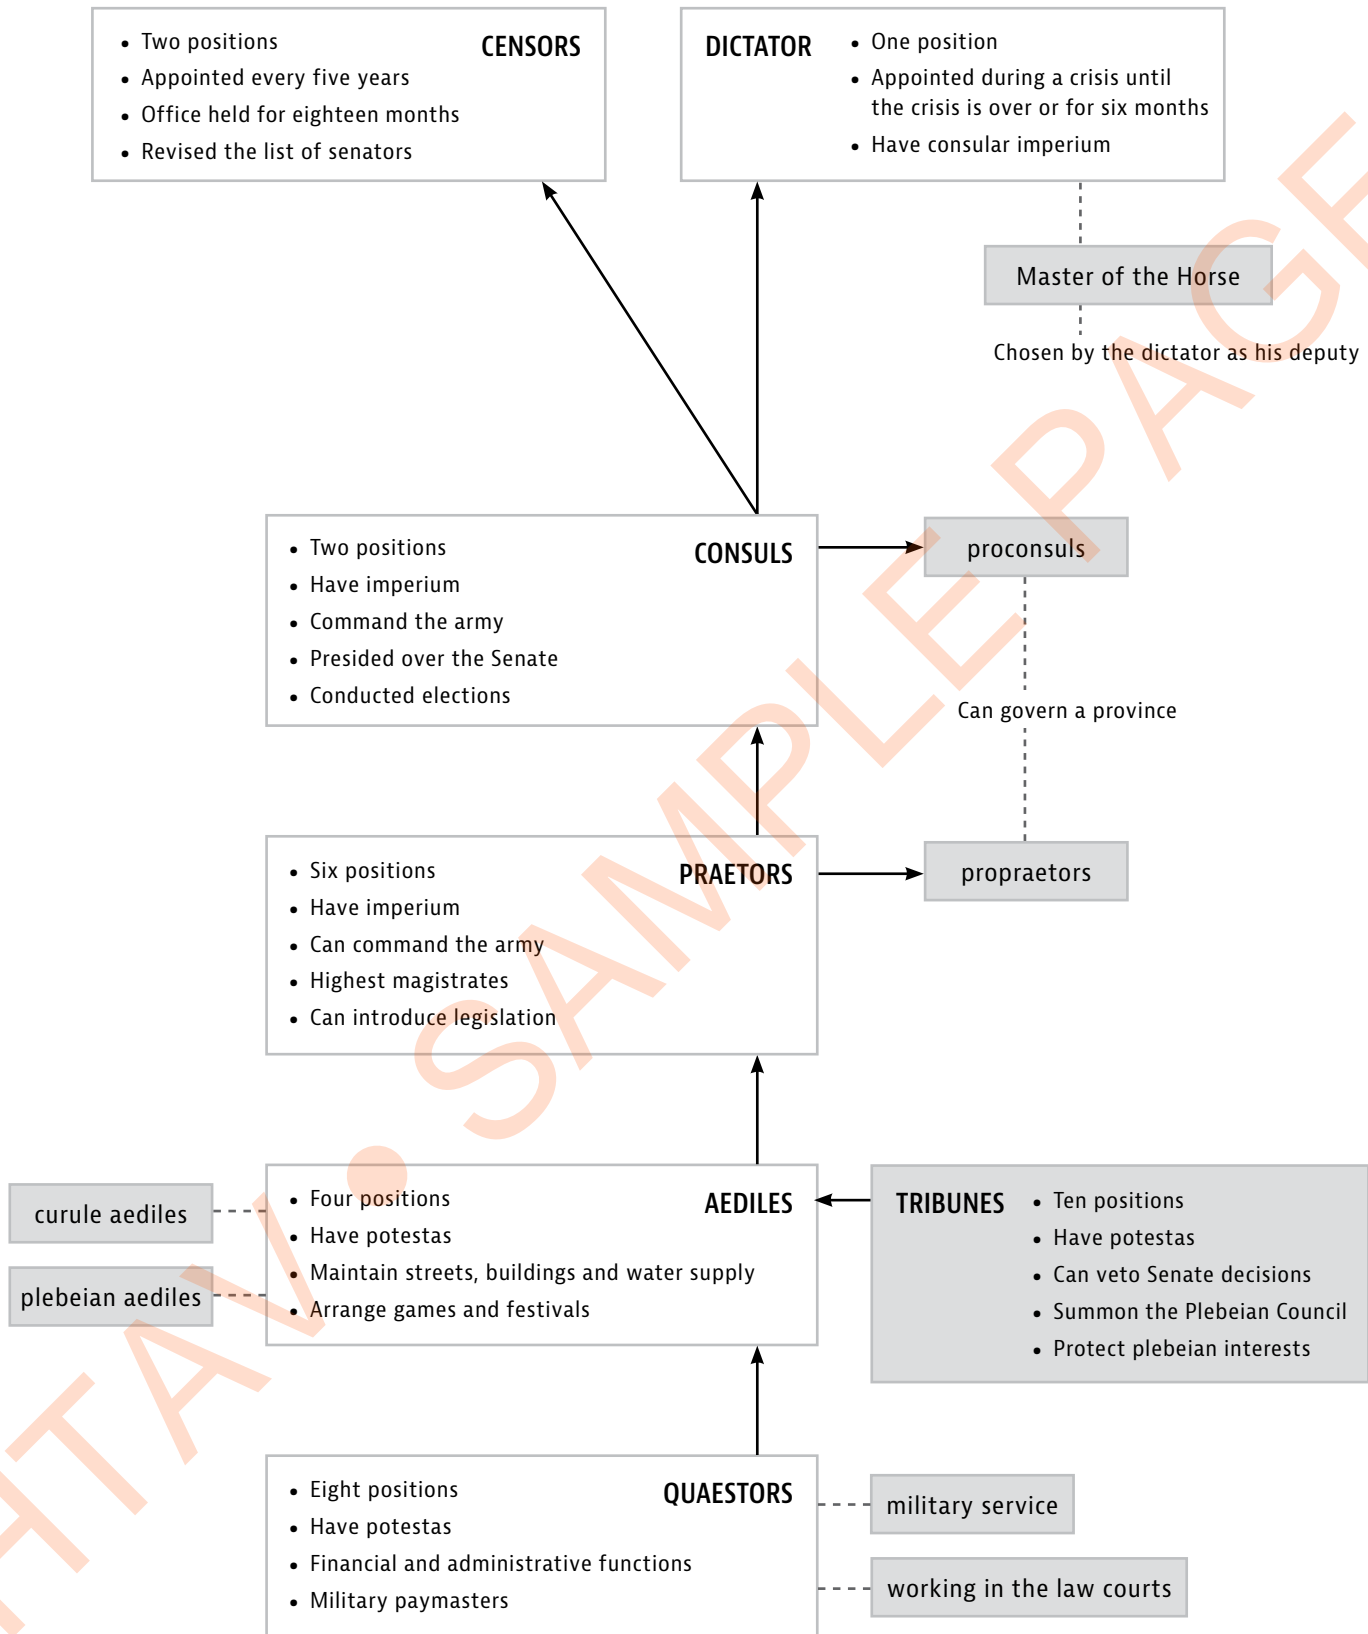 CENSORS
• Two positions
• Appointed every five years
• Office held for eighteen months
• Revised the list of senators
DICTATOR
• One position
• Appointed during a crisis until
the crisis is over or for six months
• Have consular imperium
Master of the Horse
Chosen by the dictator as his deputy
CONSULS
• Two positions
• Have imperium
• Command the army
• Presided over the Senate
• Conducted elections
proconsuls
Can govern a province
PRAETORS
• Six positions
• Have imperium
• Can command the army
• Highest magistrates
• Can introduce legislation
propraetors
curule aediles
plebeian aediles
AEDILES
• Four positions
• Have potestas
• Maintain streets, buildings and water supply
• Arrange games and festivals
TRIBUNES
• Ten positions
• Have potestas
• Can veto Senate decisions
• Summon the Plebeian Council
• Protect plebeian interests
QUAESTORS
• Eight positions
• Have potestas
• Financial and administrative functions
• Military paymasters
military service
working in the law courts
HTAV • SAMPLE PAGE